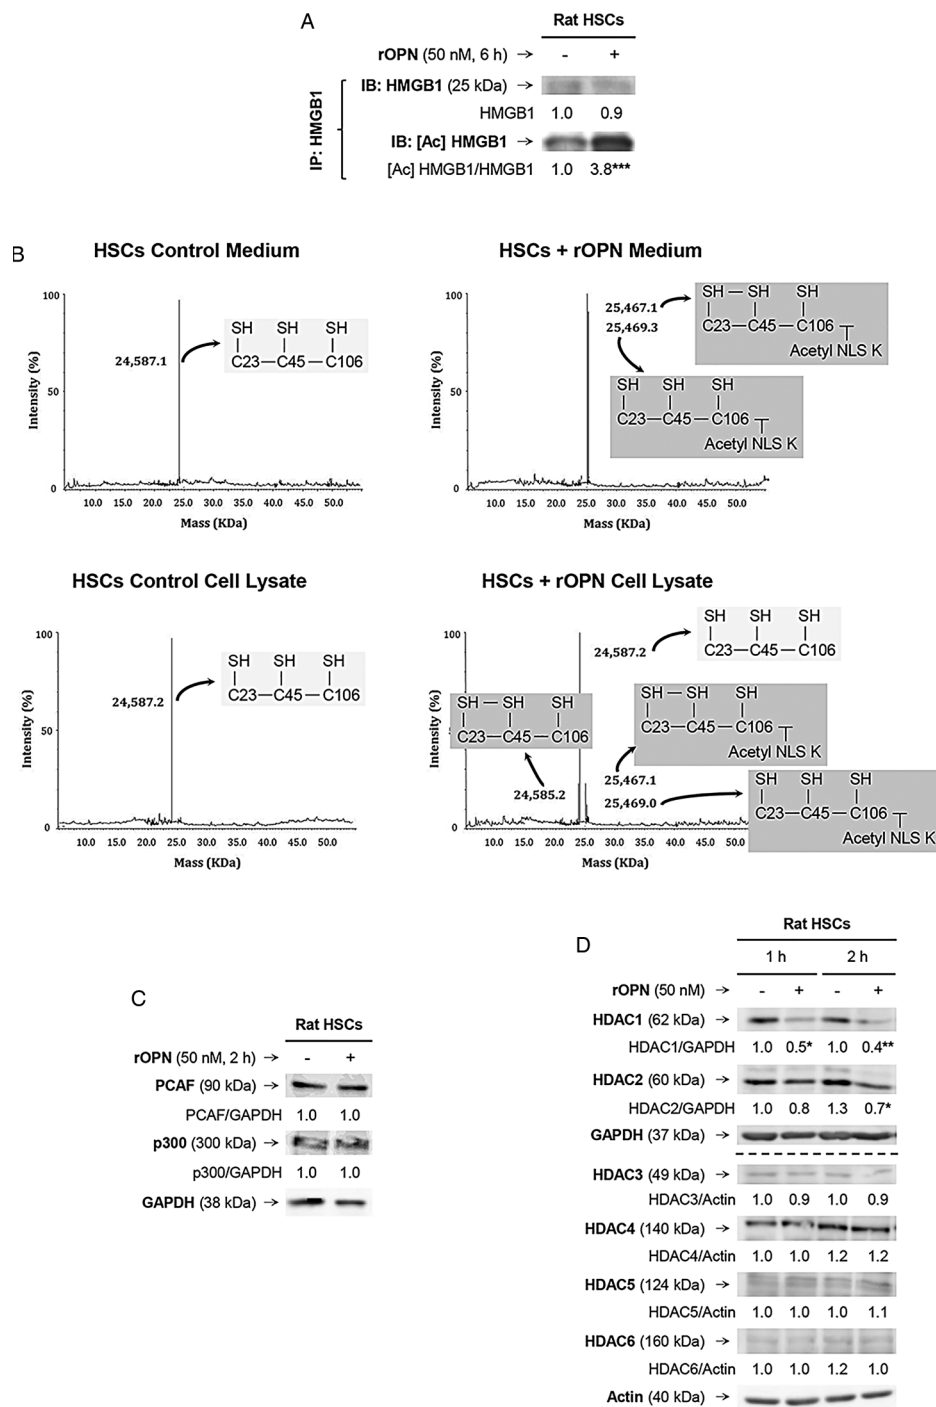 A
Rat HSCs
rOPN (50 nM, 6 h) → - +
IP: HMGB1
IB: HMGB1 (25 kDa) →
HMGB1 1.0 0.9
IB: [Ac] HMGB1 →
[Ac] HMGB1/HMGB1 1.0 3.8***
B
HSCs Control Medium
100
50
0
Intensity (%)
24,587.1
SH SH SH
C23—C45—C106
10.0 15.0 20.0 25.0 30.0 35.0 40.0 45.0 50.0
Mass (KDa)
HSCs + rOPN Medium
100
50
0
Intensity (%)
25,467.1
25,469.3
SH—SH SH
C23—C45—C106
Acetyl NLS K
SH SH SH
C23—C45—C106
Acetyl NLS K
10.0 15.0 20.0 25.0 30.0 35.0 40.0 45.0 50.0
Mass (KDa)
HSCs Control Cell Lysate
100
50
0
Intensity (%)
24,587.2
SH SH SH
C23—C45—C106
10.0 15.0 20.0 25.0 30.0 35.0 40.0 45.0 50.0
Mass (KDa)
HSCs + rOPN Cell Lysate
100
50
0
Intensity (%)
24,587.2
SH SH SH
C23—C45—C106
SH—SH SH
C23—C45—C106
24,585.2
SH—SH SH
C23—C45—C106
Acetyl NLS K
25,467.1
25,469.0
SH SH SH
C23—C45—C106
Acetyl NLS K
10.0 15.0 20.0 25.0 30.0 35.0 40.0 45.0 50.0
Mass (KDa)
C
Rat HSCs
rOPN (50 nM, 2 h) → - +
PCAF (90 kDa) →
PCAF/GAPDH 1.0 1.0
p300 (300 kDa) →
p300/GAPDH 1.0 1.0
GAPDH (38 kDa) →
D
Rat HSCs
1 h 2 h
rOPN (50 nM) → - + - +
HDAC1 (62 kDa) →
HDAC1/GAPDH 1.0 0.5* 1.0 0.4**
HDAC2 (60 kDa) →
HDAC2/GAPDH 1.0 0.8 1.3 0.7*
GAPDH (37 kDa) →
HDAC3 (49 kDa) →
HDAC3/Actin 1.0 0.9 1.0 0.9
HDAC4 (140 kDa) →
HDAC4/Actin 1.0 1.0 1.2 1.2
HDAC5 (124 kDa) →
HDAC5/Actin 1.0 1.0 1.0 1.1
HDAC6 (160 kDa) →
HDAC6/Actin 1.0 1.0 1.2 1.0
Actin (40 kDa) →